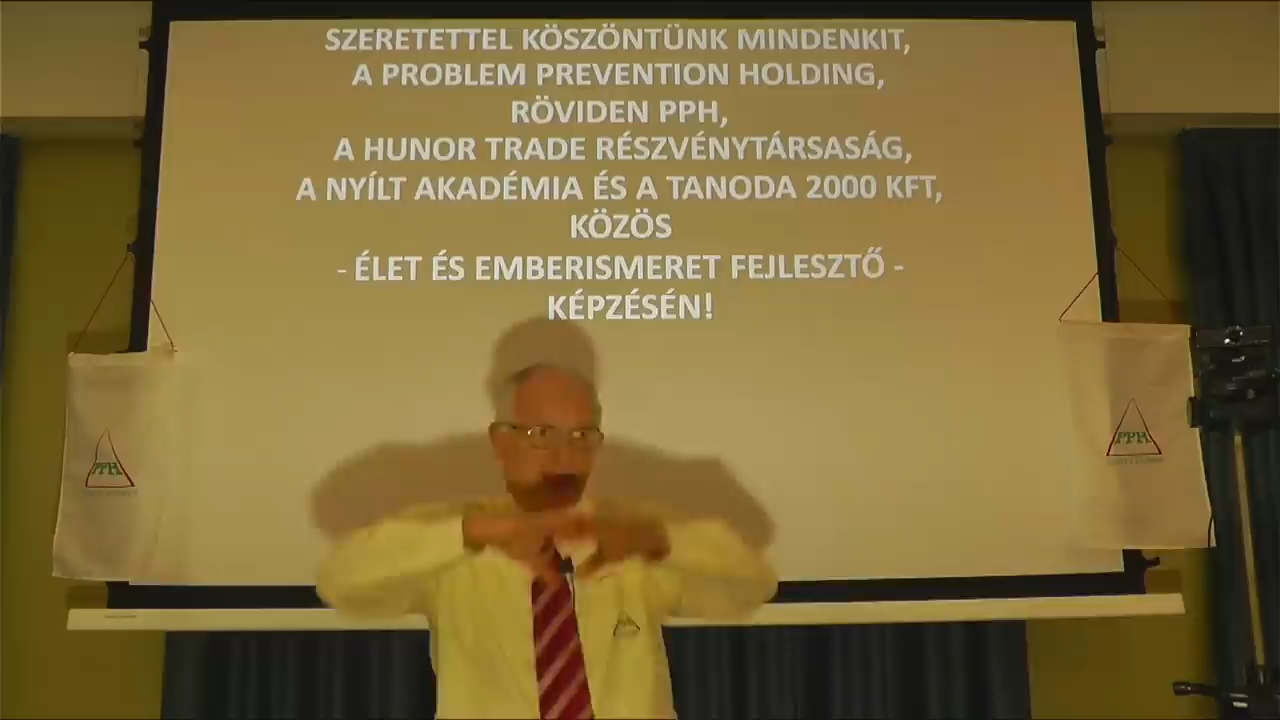 SZERETETTEL KÖSZÖNTÜNK MINDENKIT,
A PROBLEM PREVENTION HOLDING,
RÖVIDEN PPH,
A HUNOR TRADE RÉSZVÉNYTÁRSASÁG,
A NYÍLT AKADÉMIA ÉS A TANODA 2000 KFT,
KÖZÖS
- ÉLET ÉS EMBERISMERET FEJLESZTŐ -
KÉPZÉSÉN!
PPH
PPH